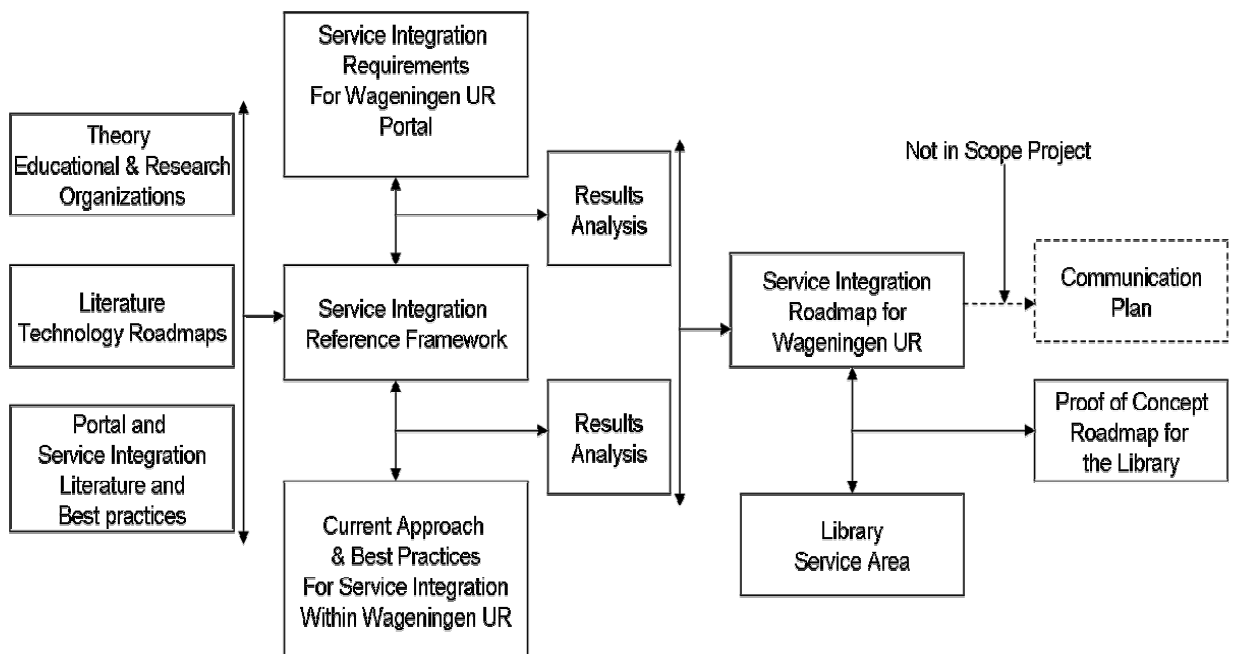 Theory
Educational & Research
Organizations
Literature
Technology Roadmaps
Portal and
Service Integration
Literature and
Best practices
Service Integration
Requirements
For Wageningen UR
Portal
Service Integration
Reference Framework
Current Approach
& Best Practices
For Service Integration
Within Wageningen UR
Results
Analysis
Results
Analysis
Service Integration
Roadmap for
Wageningen UR
Library
Service Area
Not in Scope Project
Communication
Plan
Proof of Concept
Roadmap for
the Library